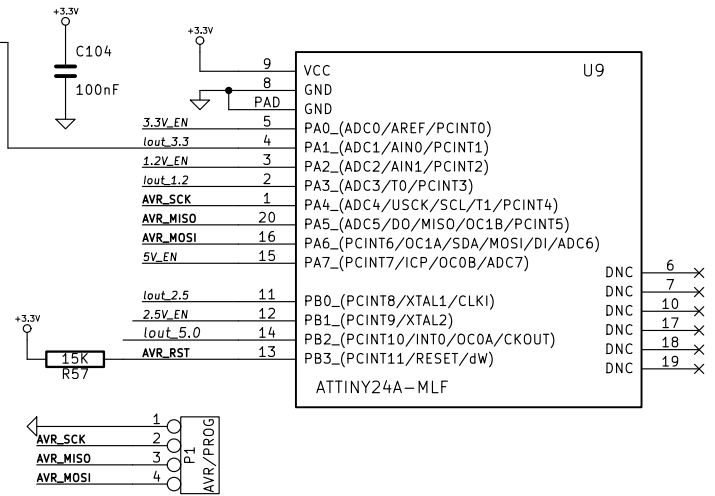 +3.3V
C104
100nF
+3.3V
U9
9 VCC
8 GND
PAD GND
3.3V_EN 5 PA0_(ADC0/AREF/PCINT0)
Iout_3.3 4 PA1_(ADC1/AIN0/PCINT1)
1.2V_EN 3 PA2_(ADC2/AIN1/PCINT2)
Iout_1.2 2 PA3_(ADC3/T0/PCINT3)
AVR_SCK 1 PA4_(ADC4/USCK/SCL/T1/PCINT4)
AVR_MISO 20 PA5_(ADC5/DO/MISO/OC1B/PCINT5)
AVR_MOSI 16 PA6_(PCINT6/OC1A/SDA/MOSI/DI/ADC6)
5V_EN 15 PA7_(PCINT7/ICP/OC0B/ADC7)
DNC 6
DNC 7
Iout_2.5 11 PB0_(PCINT8/XTAL1/CLKI)
DNC 10
2.5V_EN 12 PB1_(PCINT9/XTAL2)
DNC 17
Iout_5.0 14 PB2_(PCINT10/INT0/OC0A/CKOUT)
DNC 18
AVR_RST 13 PB3_(PCINT11/RESET/dW)
DNC 19
+3.3V
15K
R57
ATTINY24A-MLF
1
AVR_SCK 2
AVR_MISO 3
AVR_MOSI 4
P1
AVR/PROG